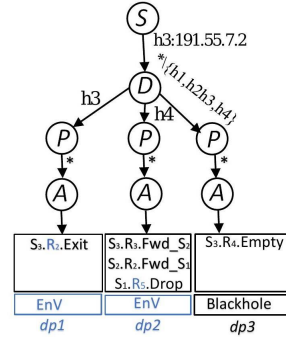 S
h3:191.55.7.2
*\{h1,h2h3,h4}
D
h3
h4
P
P
P
*
*
*
A
A
A
S₃.R₂.Exit
S₃.R₃.Fwd_S₂
S₂.R₂.Fwd_S₁
S₁.R₅.Drop
S₃.R₄.Empty
EnV
EnV
Blackhole
dp1
dp2
dp3